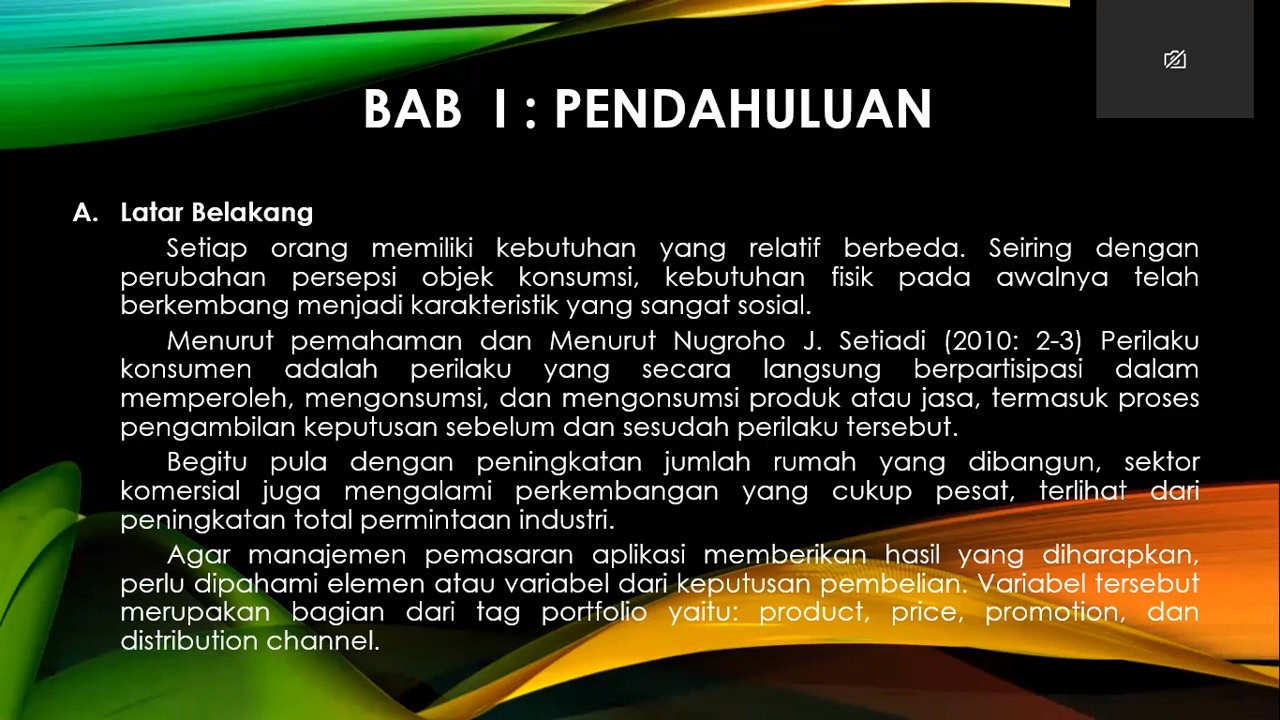 BAB I : PENDAHULUAN
A. Latar Belakang
Setiap orang memiliki kebutuhan yang relatif berbeda. Seiring dengan
perubahan persepsi objek konsumsi, kebutuhan fisik pada awalnya telah
berkembang menjadi karakteristik yang sangat sosial.
Menurut pemahaman dan Menurut Nugroho J. Setiadi (2010: 2-3) Perilaku
konsumen adalah perilaku yang secara langsung berpartisipasi dalam
memperoleh, mengonsumsi, dan mengonsumsi produk atau jasa, termasuk proses
pengambilan keputusan sebelum dan sesudah perilaku tersebut.
Begitu pula dengan peningkatan jumlah rumah yang dibangun, sektor
komersial juga mengalami perkembangan yang cukup pesat, terlihat dari
peningkatan total permintaan industri.
Agar manajemen pemasaran aplikasi memberikan hasil yang diharapkan,
perlu dipahami elemen atau variabel dari keputusan pembelian. Variabel tersebut
merupakan bagian dari tag portfolio yaitu: product, price, promotion, dan
distribution channel.